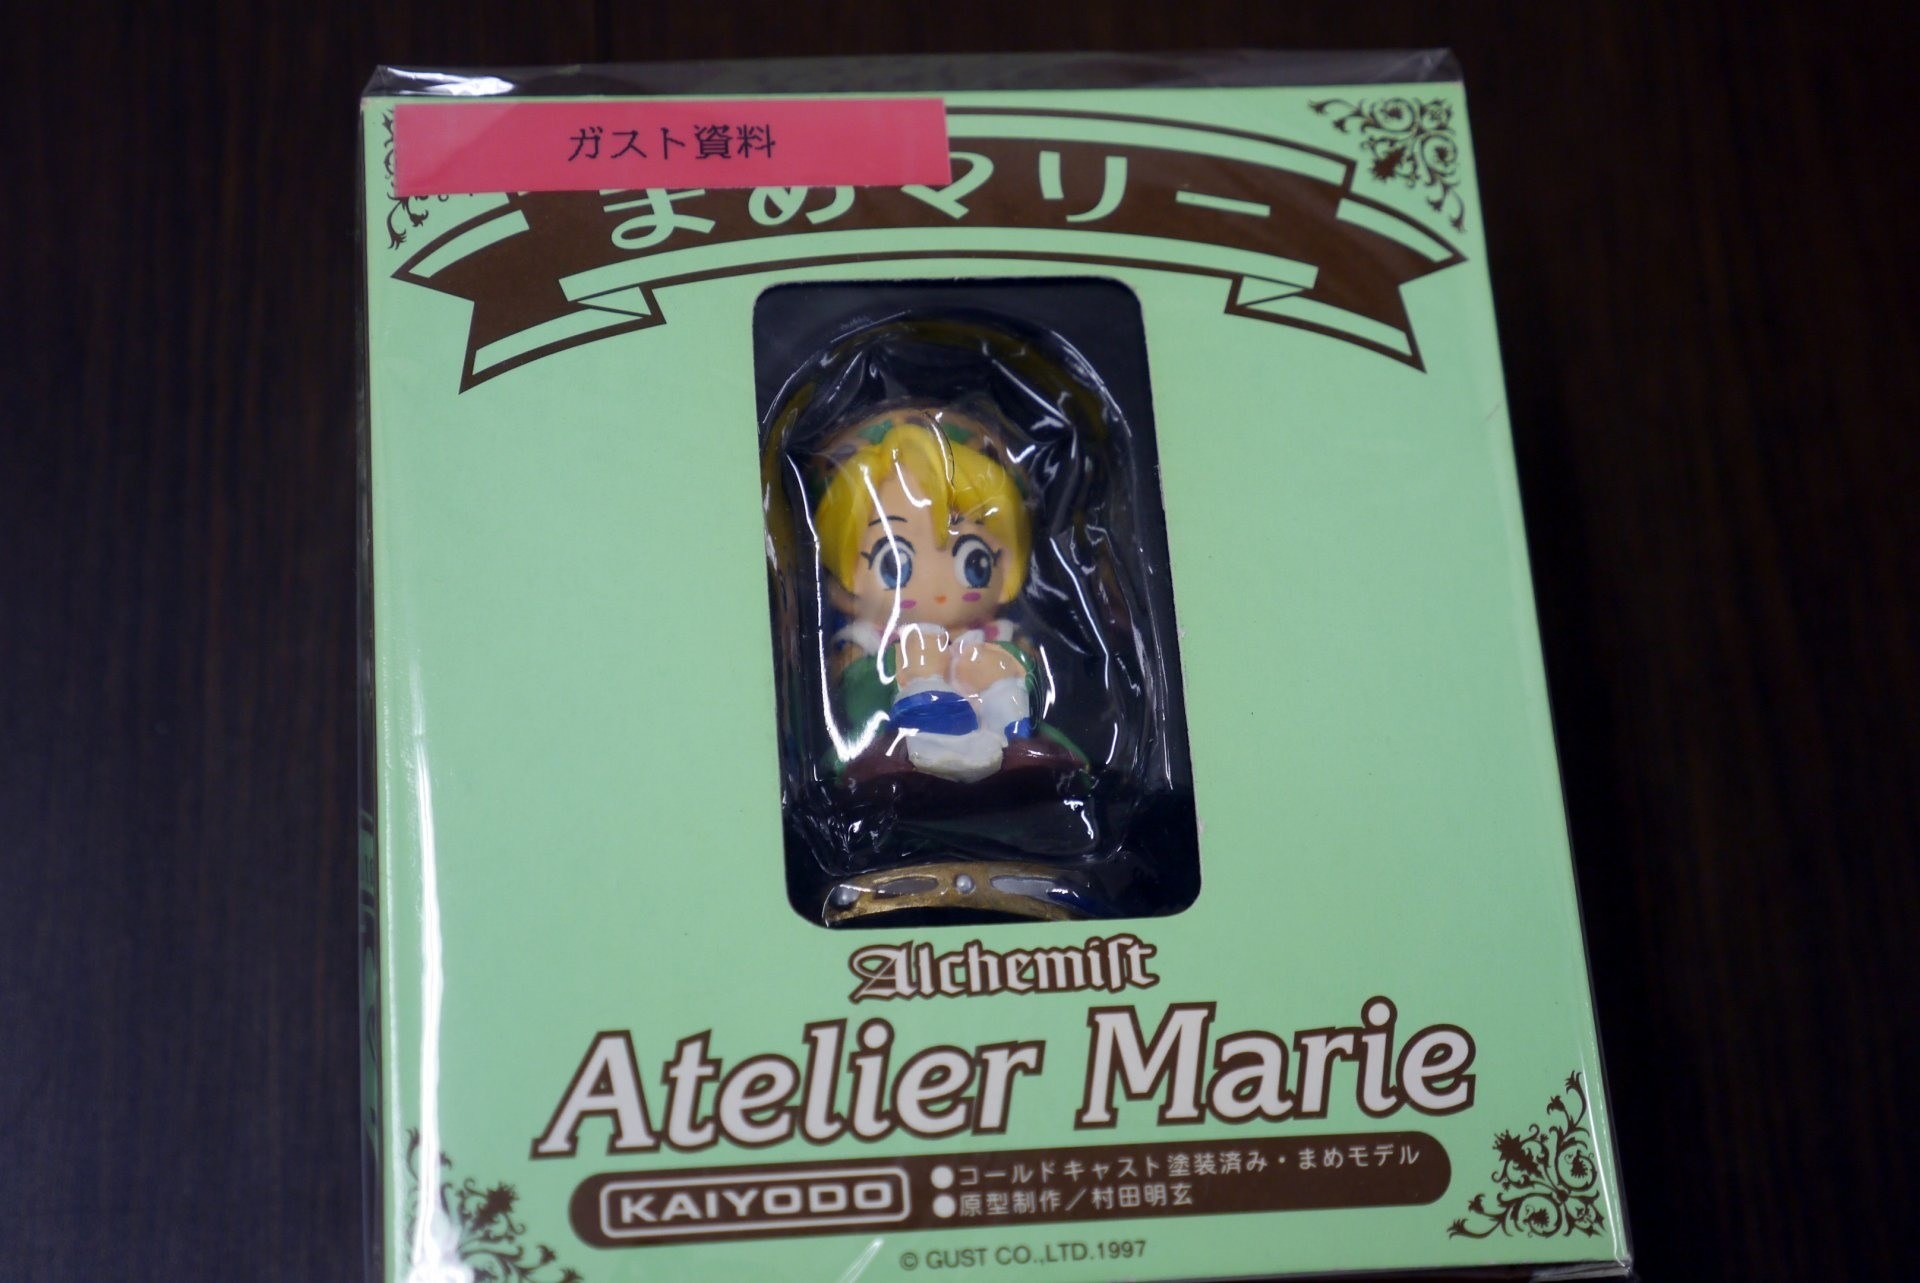 ガスト資料
まめマリー
Alchemist
Atelier Marie
KAIYODO
●コールドキャスト塗装済み・まめモデル
●原型制作／村田明玄
© GUST CO.,LTD.1997